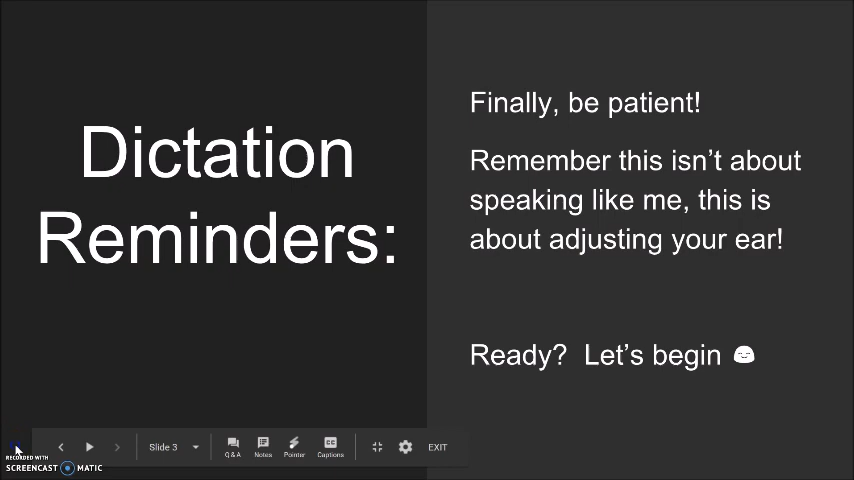 Dictation
Reminders:
Finally, be patient!
Remember this isn’t about
speaking like me, this is
about adjusting your ear!
Ready?  Let’s begin
Slide 3
Q & A
Notes
Pointer
Captions
EXIT
RECORDED WITH
SCREENCAST MATIC